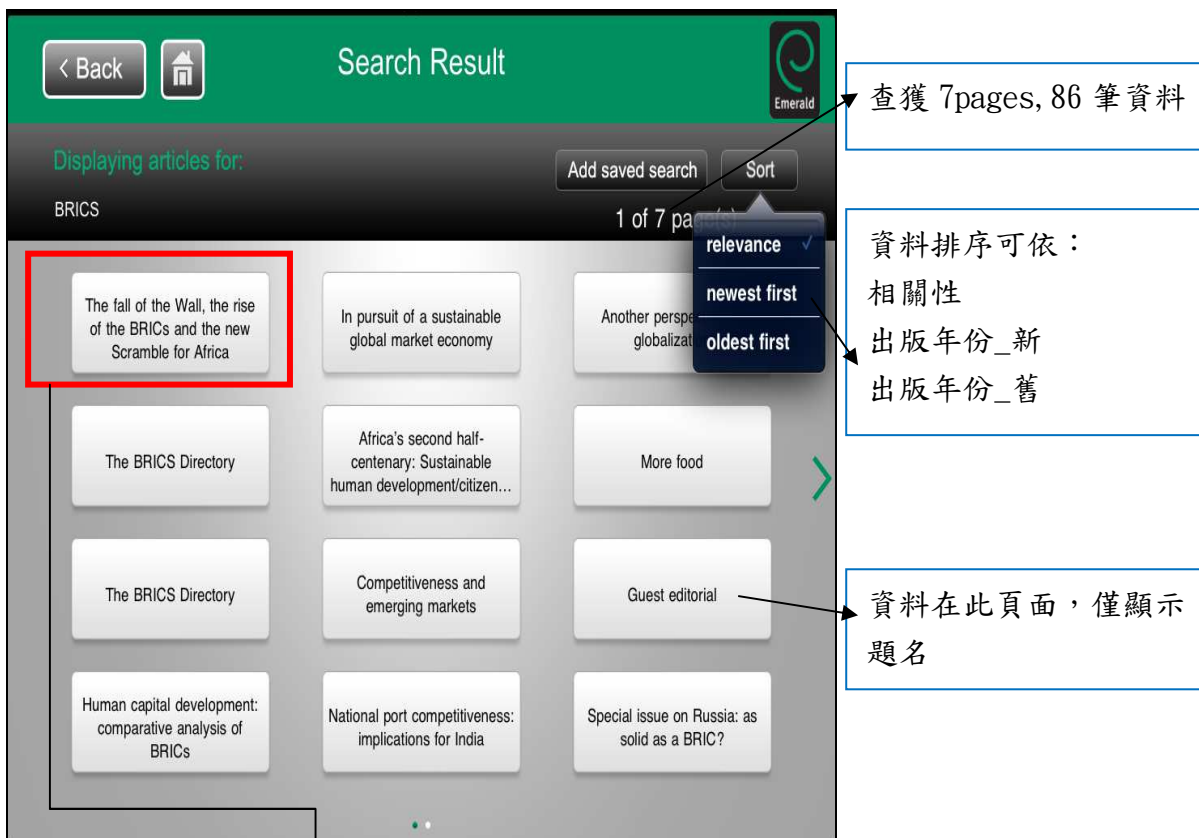 < Back
Search Result
Emerald
Displaying articles for:
BRICS
Add saved search
Sort
1 of 7 page(s)
relevance ✓
newest first
oldest first
The fall of the Wall, the rise
of the BRICs and the new
Scramble for Africa
In pursuit of a sustainable
global market economy
Another perspe
globalizat
The BRICS Directory
Africa's second half-
centenary: Sustainable
human development/citizen...
More food
The BRICS Directory
Competitiveness and
emerging markets
Guest editorial
Human capital development:
comparative analysis of
BRICs
National port competitiveness:
implications for India
Special issue on Russia: as
solid as a BRIC?
查獲 7pages, 86 筆資料
資料排序可依：
相關性
出版年份_新
出版年份_舊
資料在此頁面，僅顯示
題名